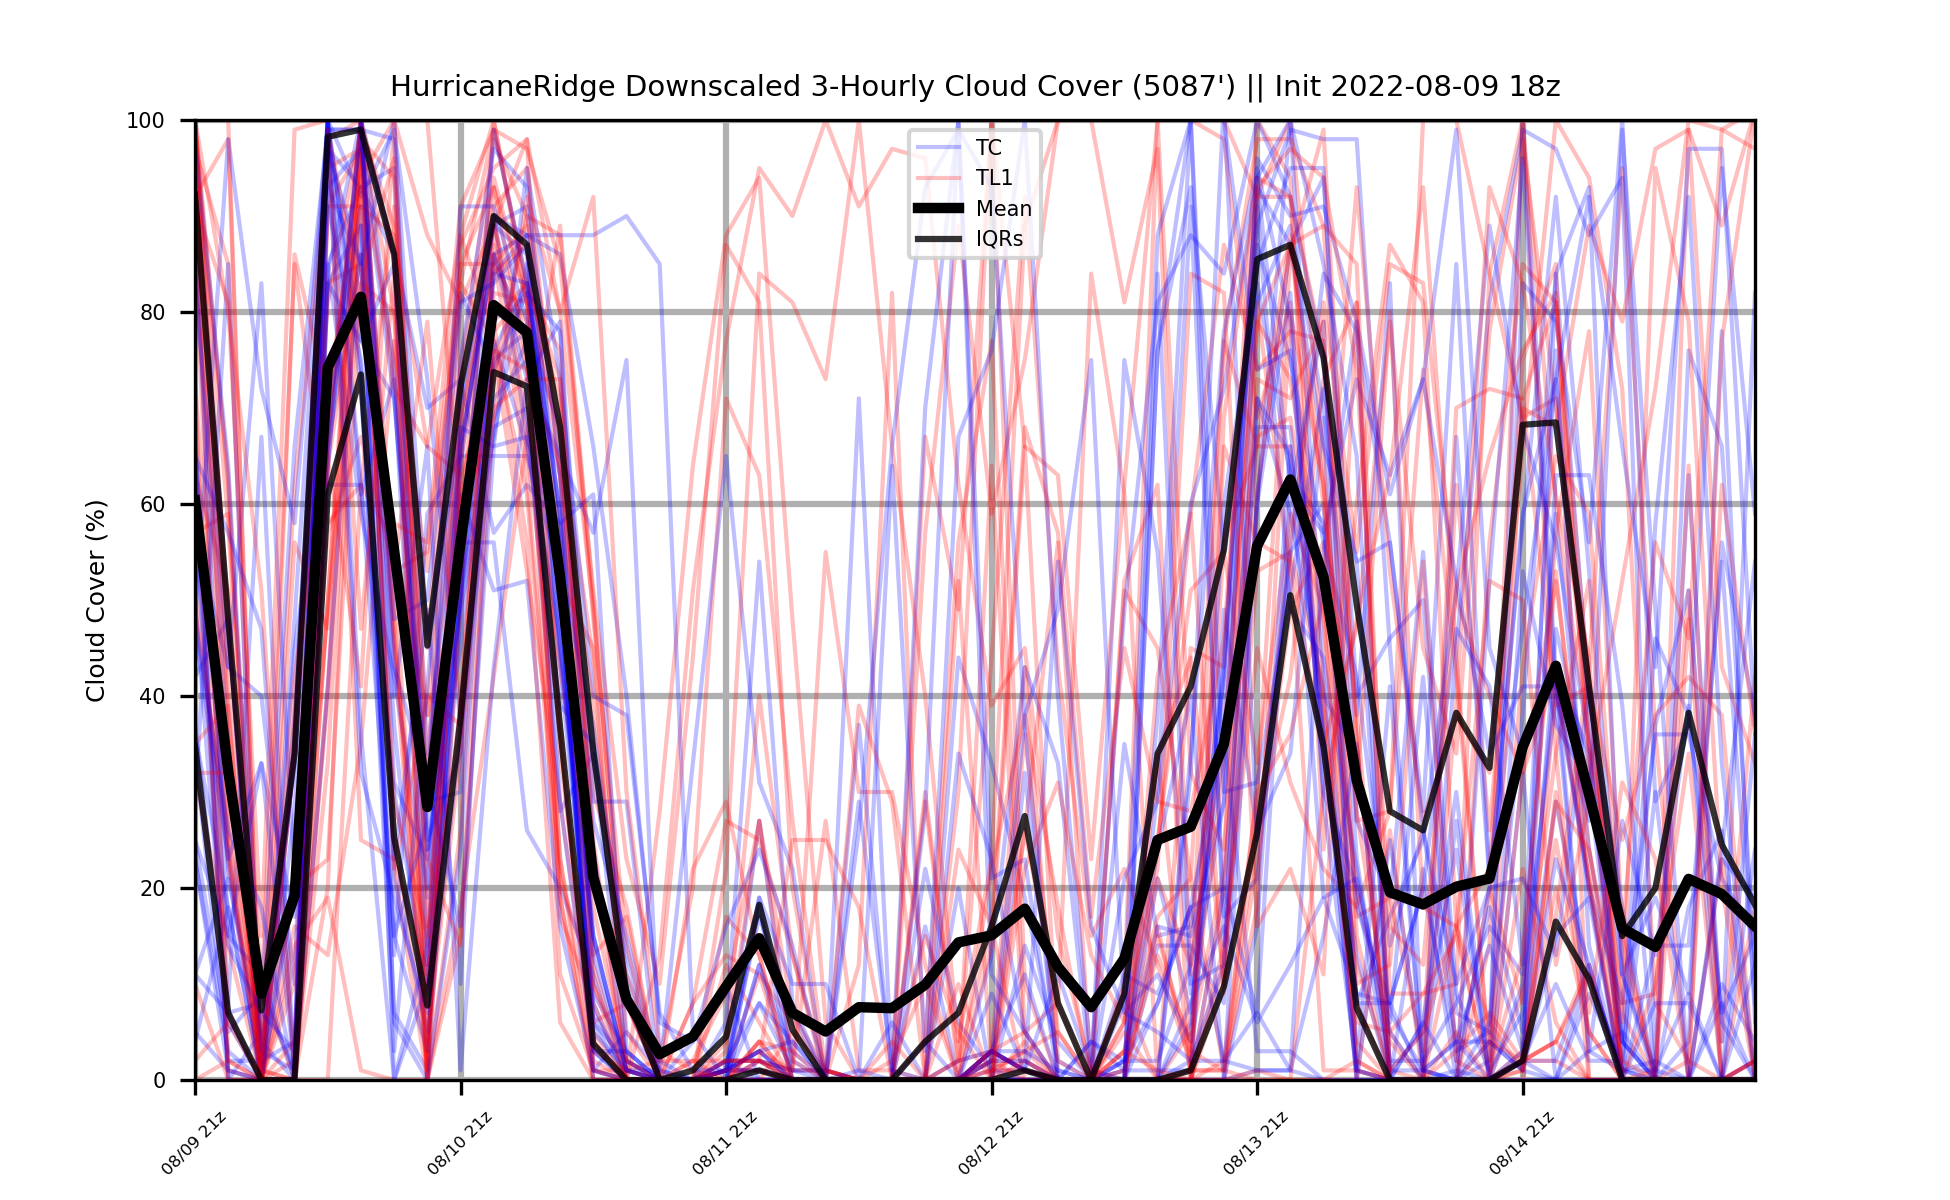 HurricaneRidge Downscaled 3-Hourly Cloud Cover (5087') || Init 2022-08-09 18z
TC
TL1
Mean
IQRs
Cloud Cover (%)
100
80
60
40
20
0
08/09 21z
08/10 21z
08/11 21z
08/12 21z
08/13 21z
08/14 21z